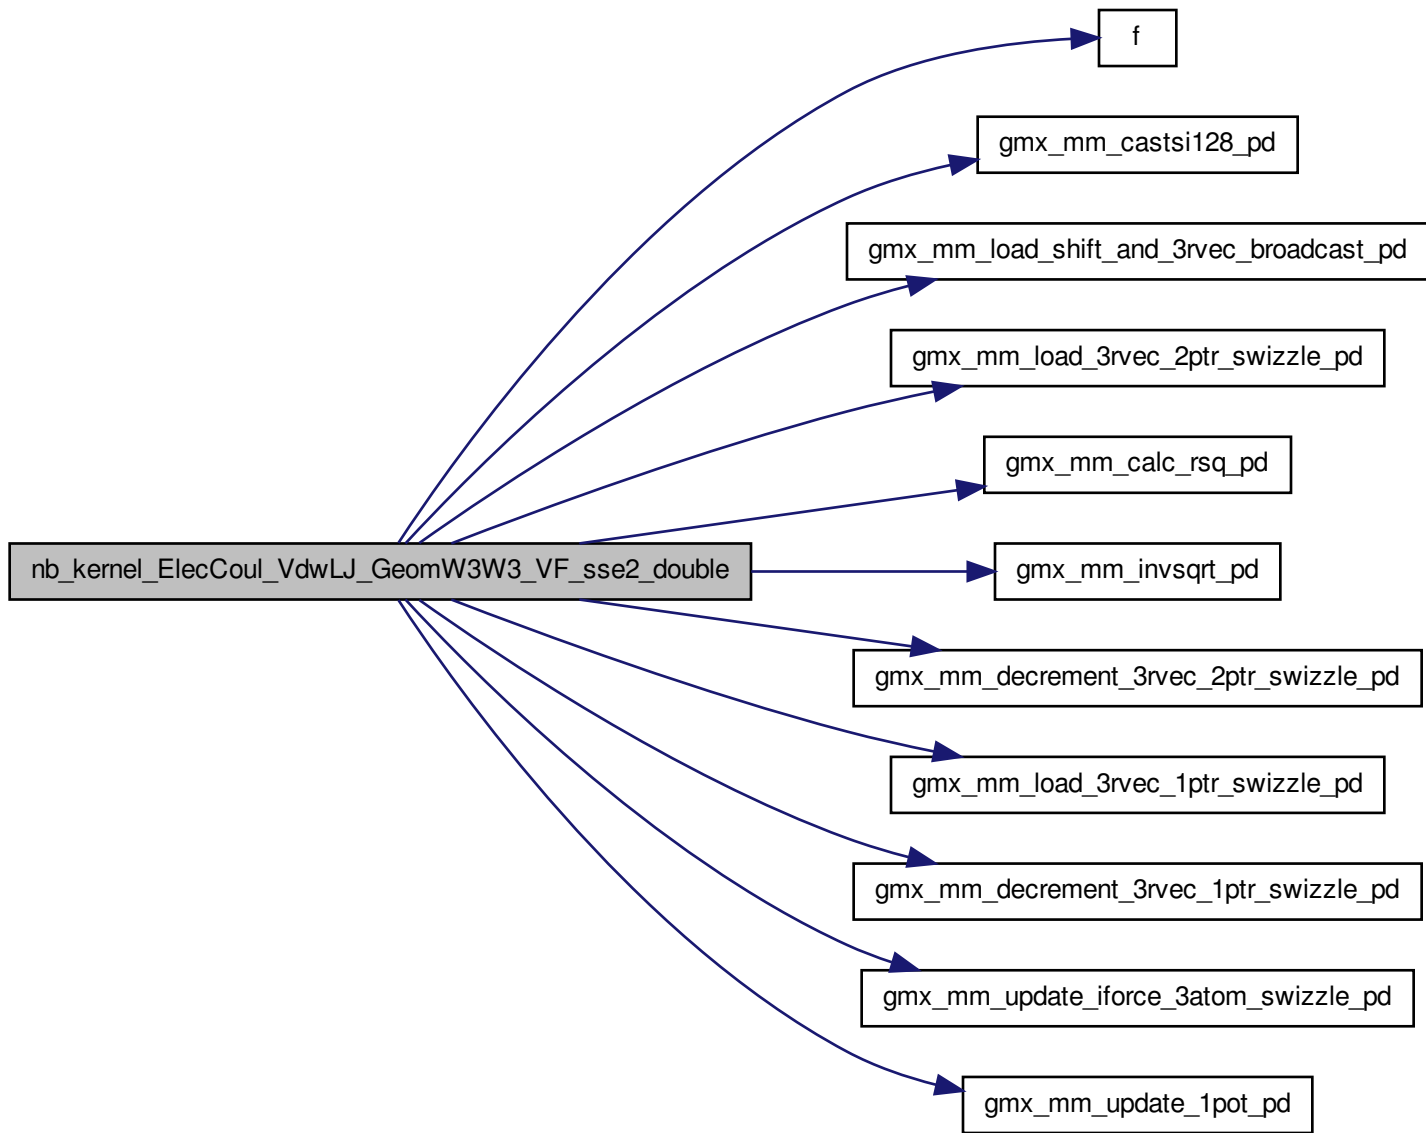 f
gmx_mm_castsi128_pd
gmx_mm_load_shift_and_3rvec_broadcast_pd
gmx_mm_load_3rvec_2ptr_swizzle_pd
gmx_mm_calc_rsq_pd
nb_kernel_ElecCoul_VdwLJ_GeomW3W3_VF_sse2_double
gmx_mm_invsqrt_pd
gmx_mm_decrement_3rvec_2ptr_swizzle_pd
gmx_mm_load_3rvec_1ptr_swizzle_pd
gmx_mm_decrement_3rvec_1ptr_swizzle_pd
gmx_mm_update_iforce_3atom_swizzle_pd
gmx_mm_update_1pot_pd